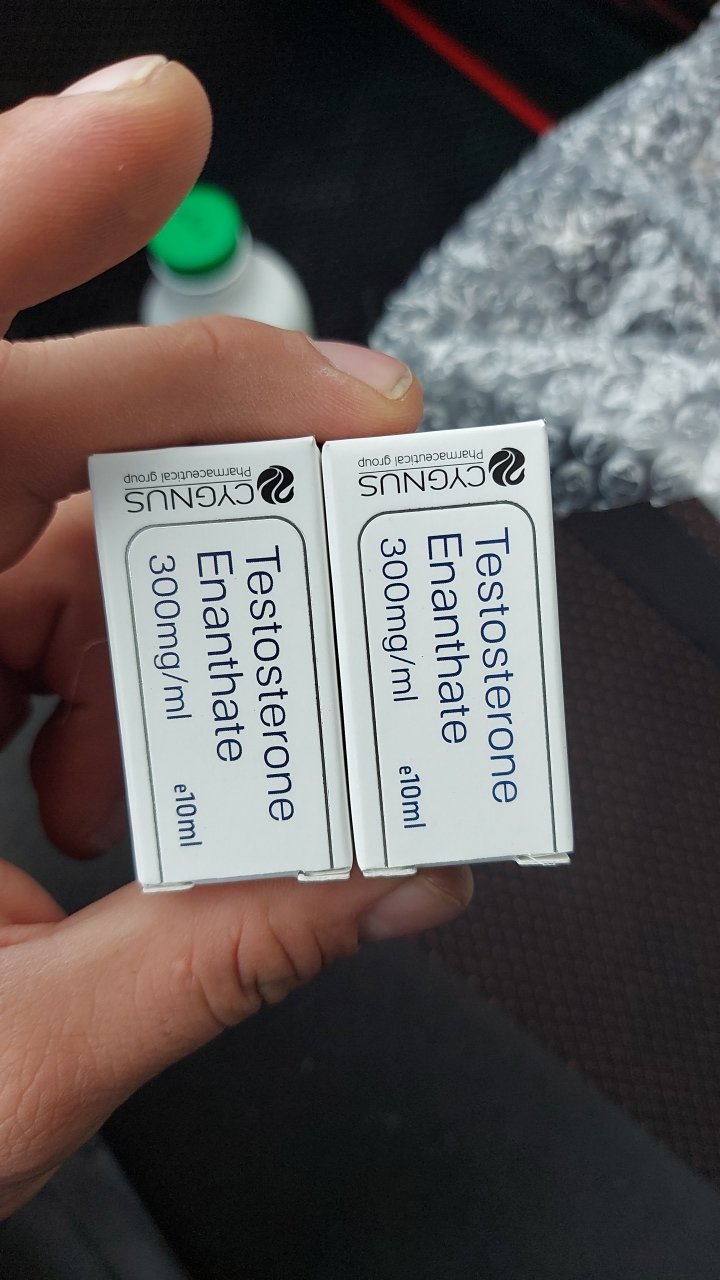 CYGNUS
Pharmaceutical group
Testosterone
Enanthate
300mg/ml
e10ml
CYGNUS
Pharmaceutical group
Testosterone
Enanthate
300mg/ml
e10ml